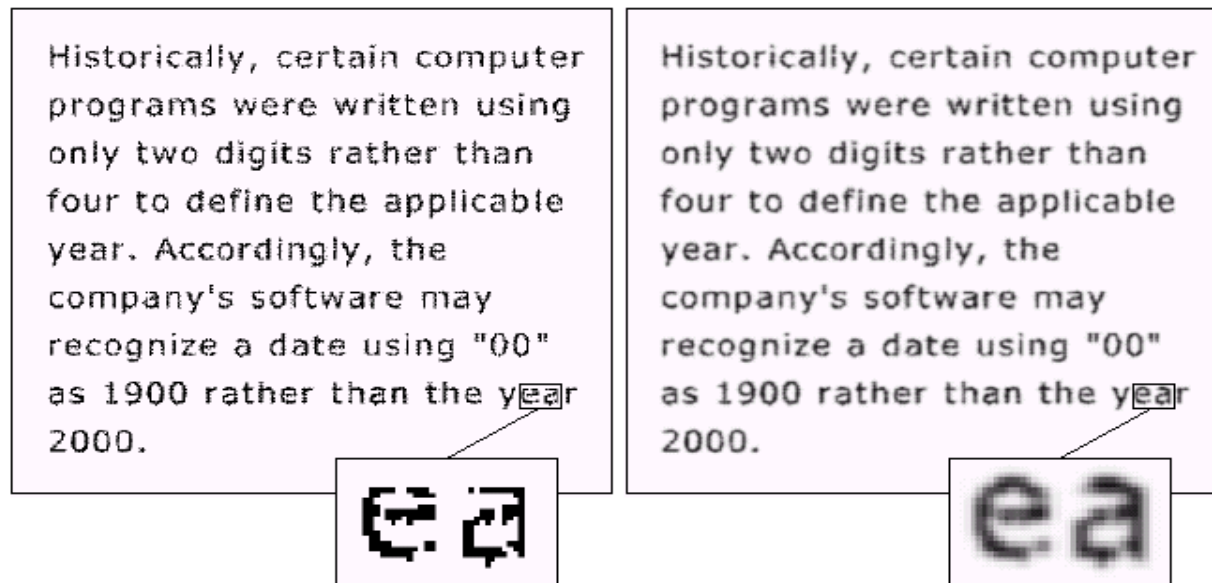 Historically, certain computer
programs were written using
only two digits rather than
four to define the applicable
year. Accordingly, the
company's software may
recognize a date using "00"
as 1900 rather than the year
2000.
ea
Historically, certain computer
programs were written using
only two digits rather than
four to define the applicable
year. Accordingly, the
company's software may
recognize a date using "00"
as 1900 rather than the year
2000.
ea